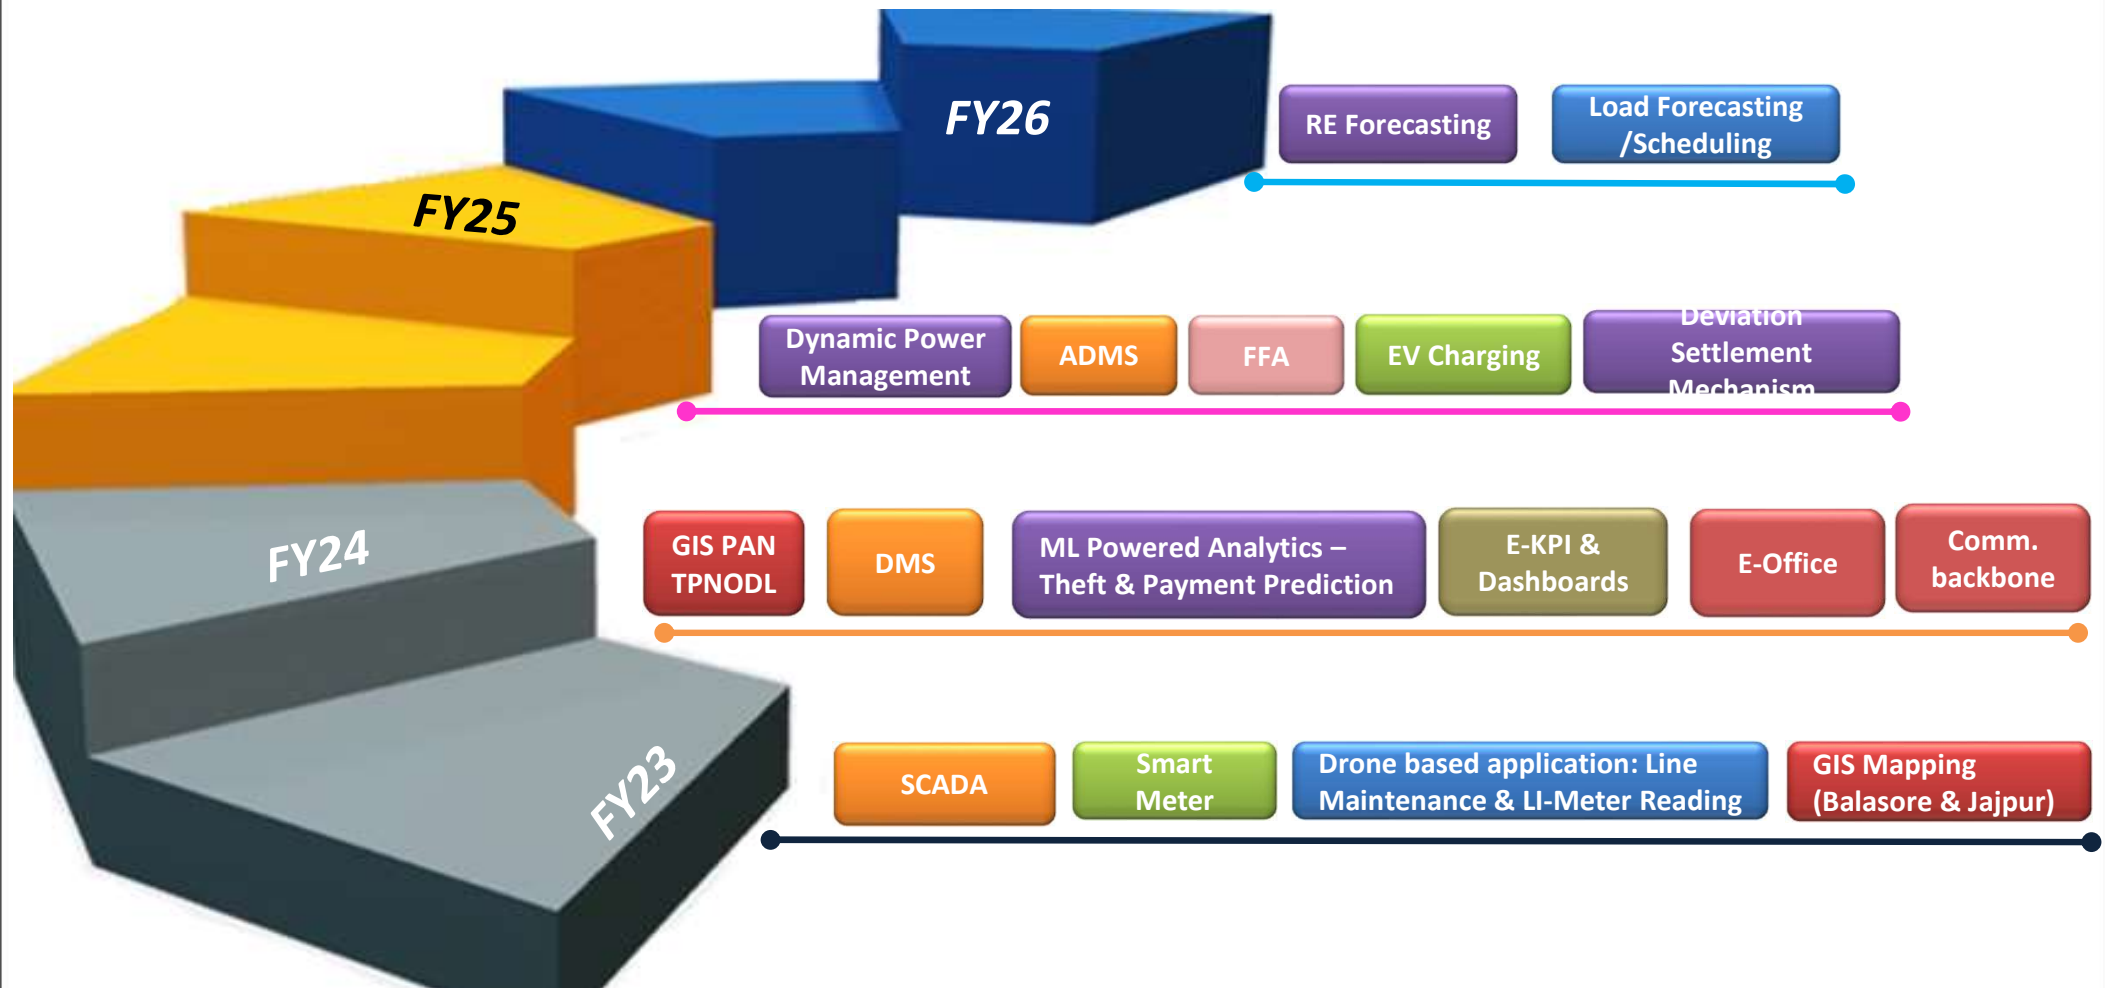 FY26
RE Forecasting
Load Forecasting
/Scheduling
FY25
Dynamic Power
Management
ADMS
FFA
EV Charging
Deviation
Settlement
Mechanism
FY24
GIS PAN
TPNODL
DMS
ML Powered Analytics –
Theft & Payment Prediction
E-KPI &
Dashboards
E-Office
Comm.
backbone
FY23
SCADA
Smart
Meter
Drone based application: Line
Maintenance & LI-Meter Reading
GIS Mapping
(Balasore & Jajpur)